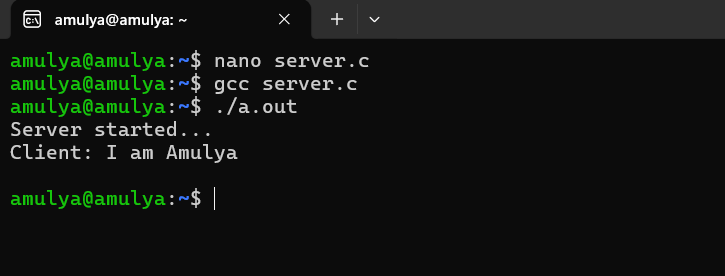 amulya@amulya: ~
amulya@amulya:~$ nano server.c
amulya@amulya:~$ gcc server.c
amulya@amulya:~$ ./a.out
Server started...
Client: I am Amulya
amulya@amulya:~$